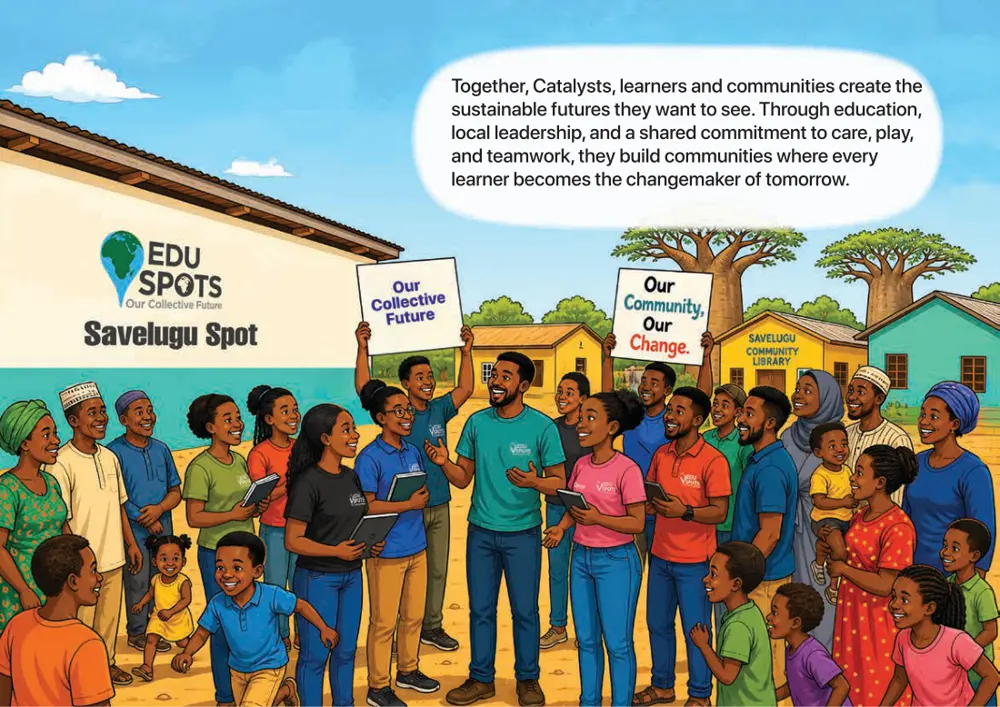 Together, Catalysts, learners and communities create the
sustainable futures they want to see. Through education,
local leadership, and a shared commitment to care, play,
and teamwork, they build communities where every
learner becomes the changemaker of tomorrow.
EDU
SPOTS
Our Collective Future
Savelugu Spot
Our
Collective
Future
Our
Community,
Our
Change.
SAVELUGU
COMMUNITY
LIBRARY